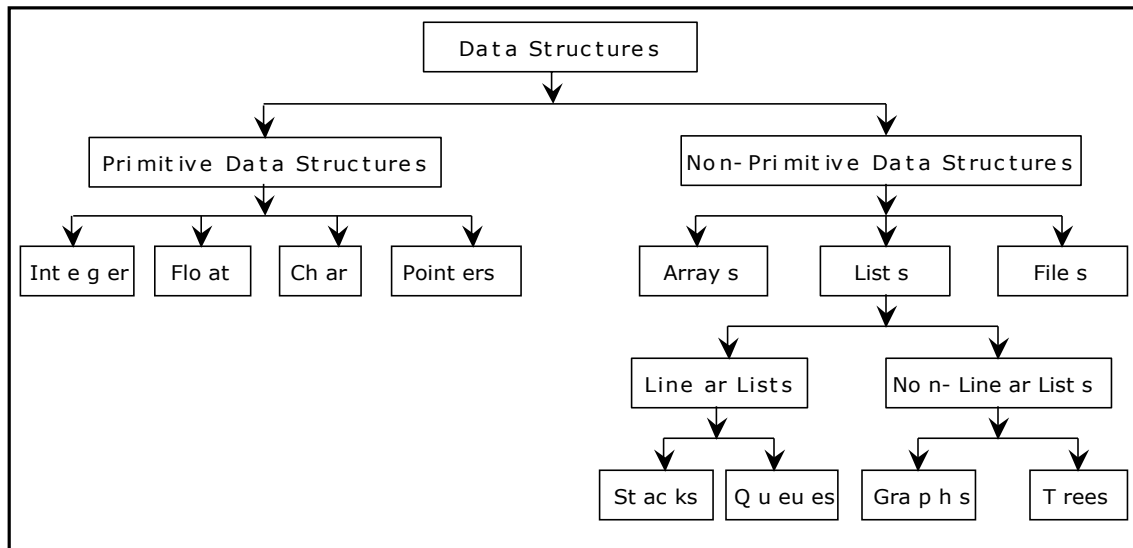 Data Structures
Primitive Data Structures
Non-Primitive Data Structures
Integer
Float
Char
Pointers
Arrays
Lists
Files
Linear Lists
Non-Linear Lists
Stacks
Queues
Graphs
Trees